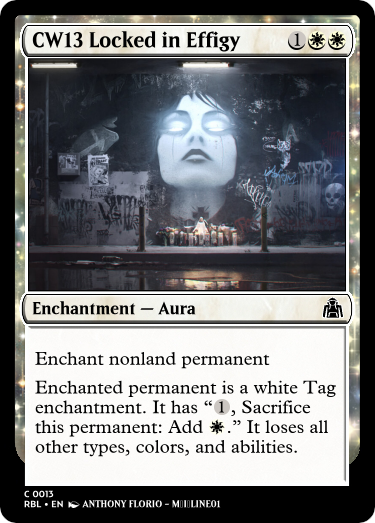 CW13 Locked in Effigy 1
Enchantment — Aura
Enchant nonland permanent
Enchanted permanent is a white Tag
enchantment. It has “1, Sacrifice
this permanent: Add .” It loses all
other types, colors, and abilities.
C 0013
RBL • EN ANTHONY FLORIO – M▯▯LINE01